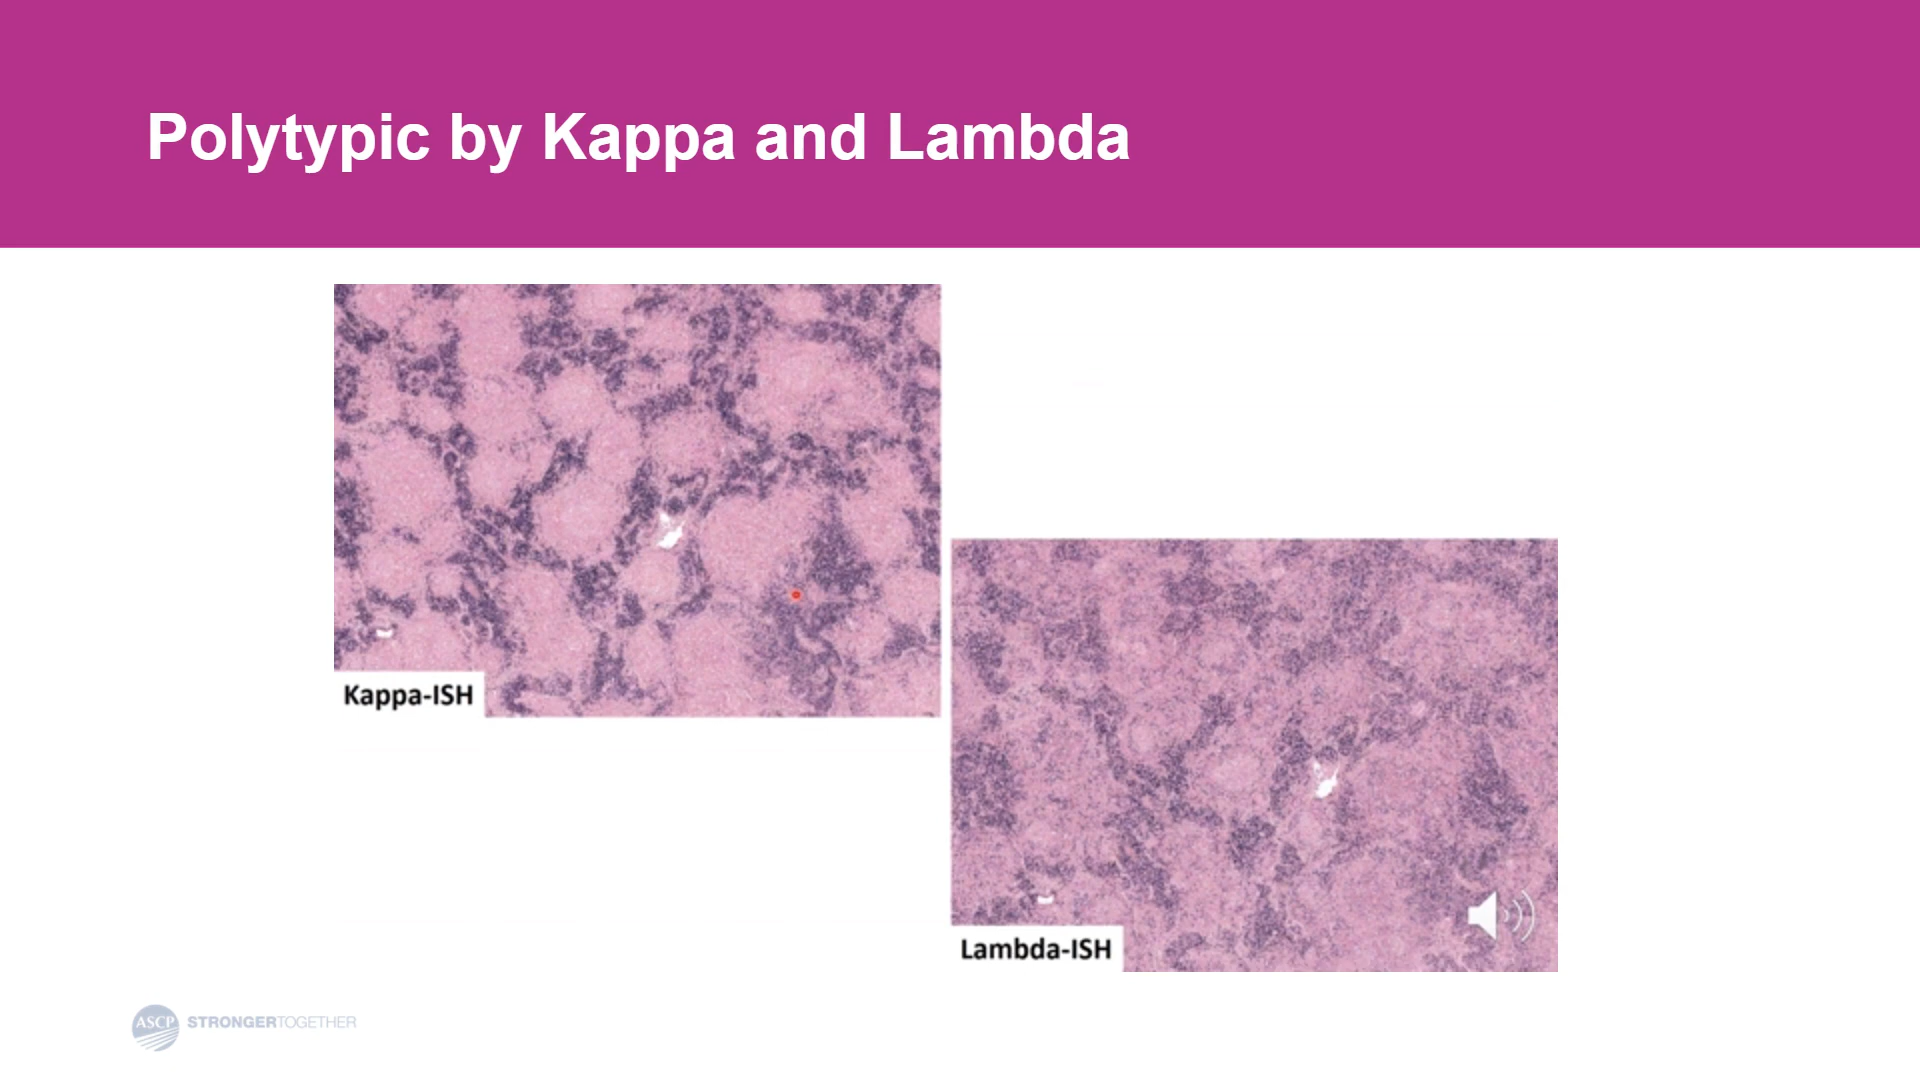 Polytypic by Kappa and Lambda
Kappa-ISH
Lambda-ISH
ASCP STRONGERTOGETHER